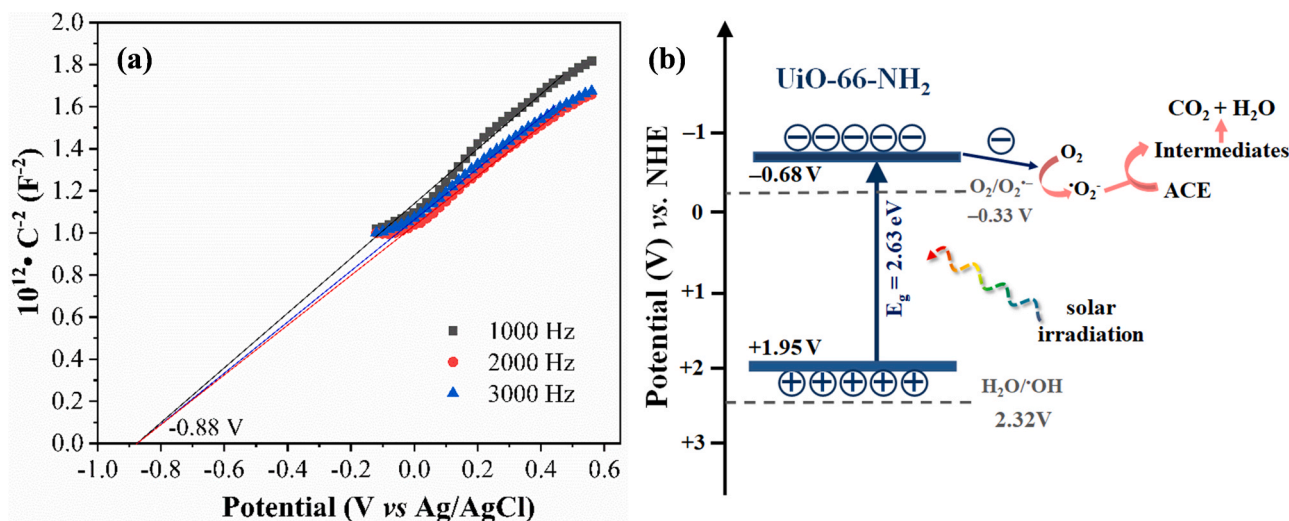 (a)
2.0
1.8
1.6
1.4
1.2
1.0
0.8
0.6
0.4
0.2
0.0
10¹²• C⁻² (F⁻²)
1000 Hz
2000 Hz
3000 Hz
-0.88 V
-1.0 -0.8 -0.6 -0.4 -0.2 0.0 0.2 0.4 0.6
Potential (V vs Ag/AgCl)
(b)
Potential (V) vs. NHE
−1
0
+1
+2
+3
UiO-66-NH₂
−0.68 V
O₂/O₂•−
−0.33 V
E_g = 2.63 eV
+1.95 V
H₂O/•OH
2.32V
O₂
•O₂⁻
CO₂ + H₂O
Intermediates
ACE
solar
irradiation